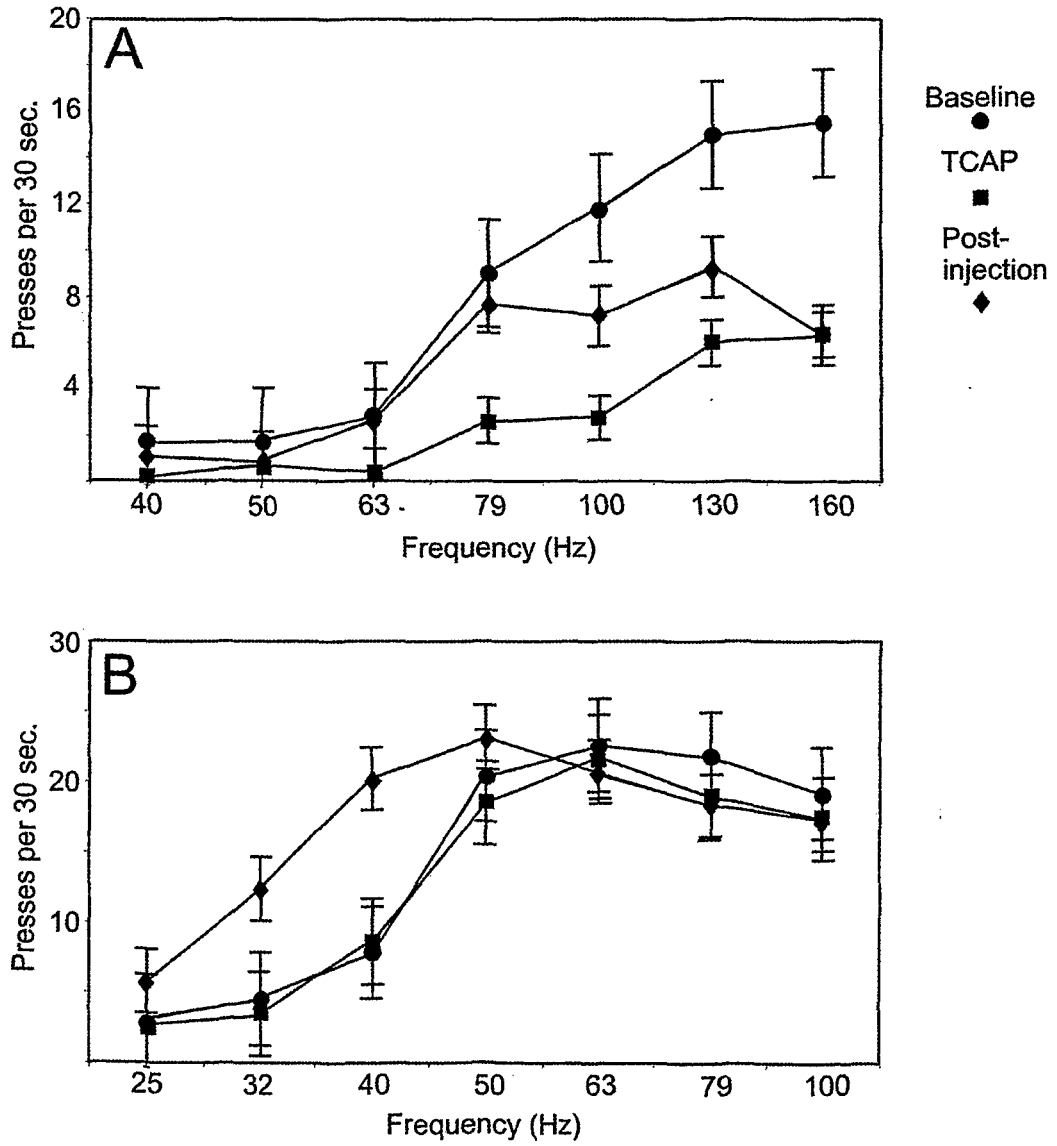 A
20
16
12
8
4
Presses per 30 sec.
40 50 63 79 100 130 160
Frequency (Hz)
Baseline
TCAP
Post-
injection
B
30
20
10
Presses per 30 sec.
25 32 40 50 63 79 100
Frequency (Hz)